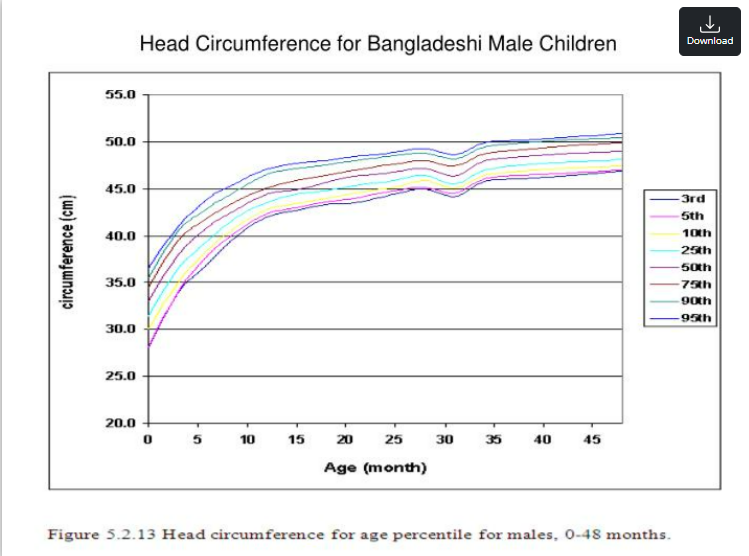 Download
Head Circumference for Bangladeshi Male Children
55.0
50.0
45.0
40.0
35.0
30.0
25.0
20.0
circumference (cm)
0 5 10 15 20 25 30 35 40 45
Age (month)
3rd
5th
10th
25th
50th
75th
90th
95th
Figure 5.2.13 Head circumference for age percentile for males, 0-48 months.